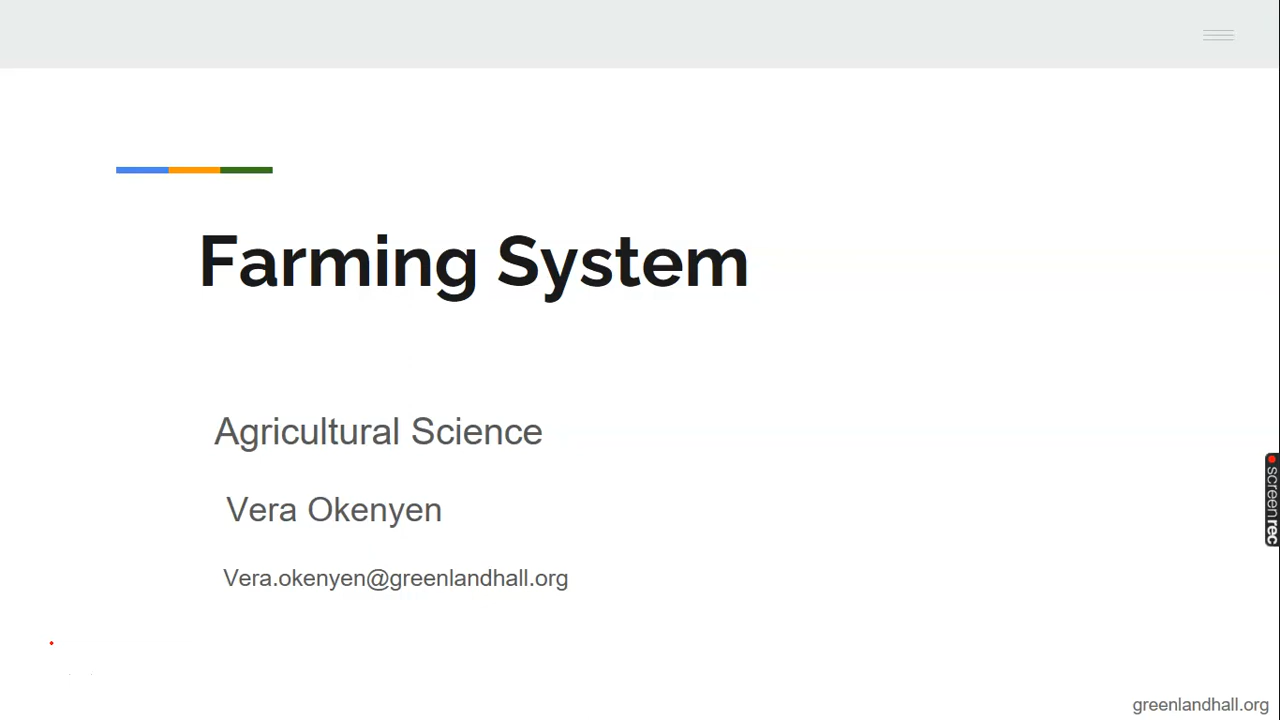 Farming System
Agricultural Science
Vera Okenyen
Vera.okenyen@greenlandhall.org
screenrec
greenlandhall.org